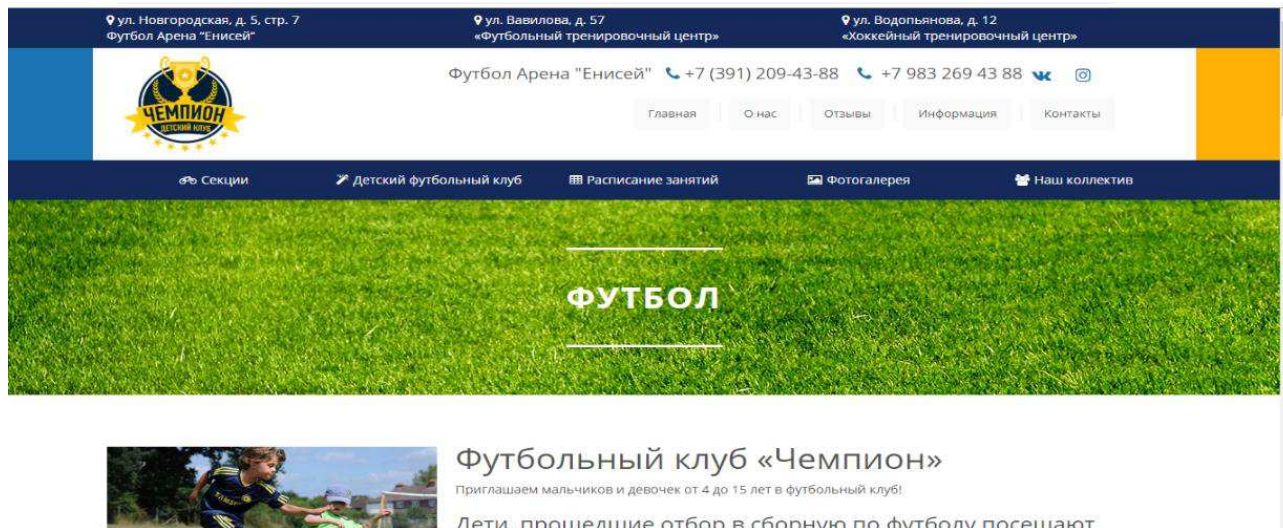 ул. Новгородская, д. 5, стр. 7
Футбол Арена "Енисей"
ул. Вавилова, д. 57
«Футбольный тренировочный центр»
ул. Водопьянова, д. 12
«Хоккейный тренировочный центр»
ЧЕМПИОН
ДЕТСКИЙ КЛУБ
Футбол Арена "Енисей" +7 (391) 209-43-88 +7 983 269 43 88
Главная О нас Отзывы Информация Контакты
Секции Детский футбольный клуб Расписание занятий Фотогалерея Наш коллектив
ФУТБОЛ
Футбольный клуб «Чемпион»
Приглашаем мальчиков и девочек от 4 до 15 лет в футбольный клуб!
Дети, прошедшие отбор в сборную по футболу посещают